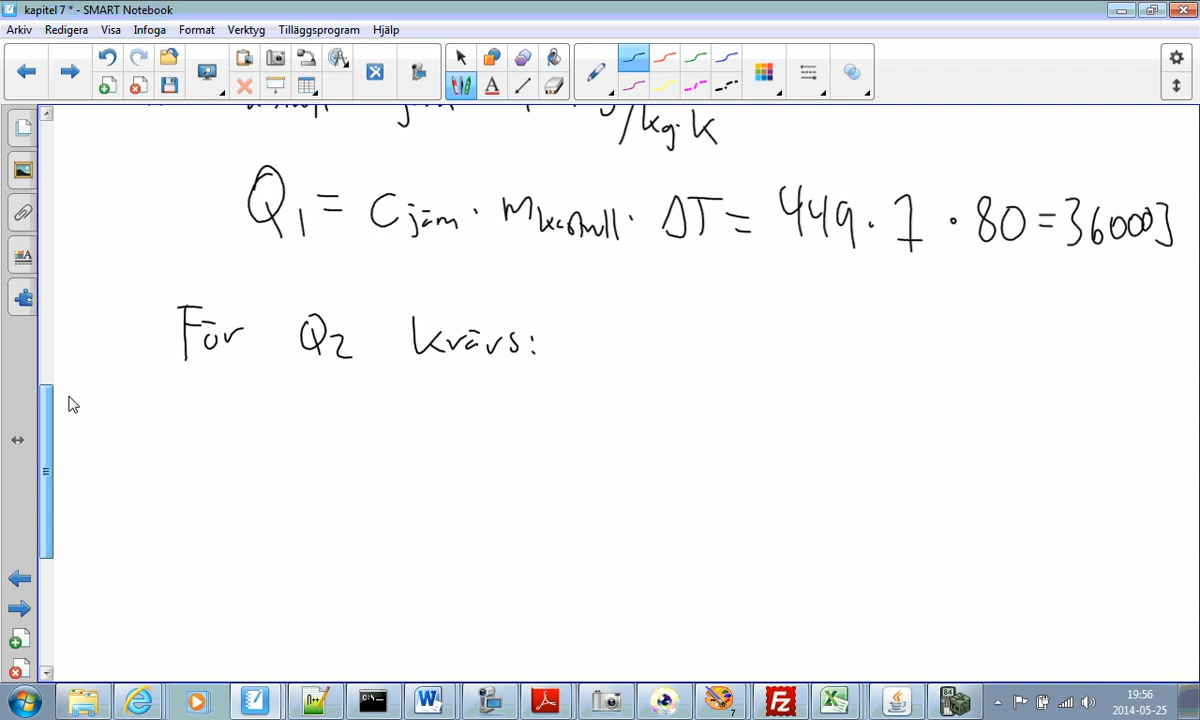 kapitel 7 * - SMART Notebook
Arkiv Redigera Visa Infoga Format Verktyg Tilläggsprogram Hjälp
/kg·K
Q1 = Cjärn · mkastrull · ΔT = 449 · 1 · 80 = 36000J
För Q2 krävs:
19:56
2014-05-25